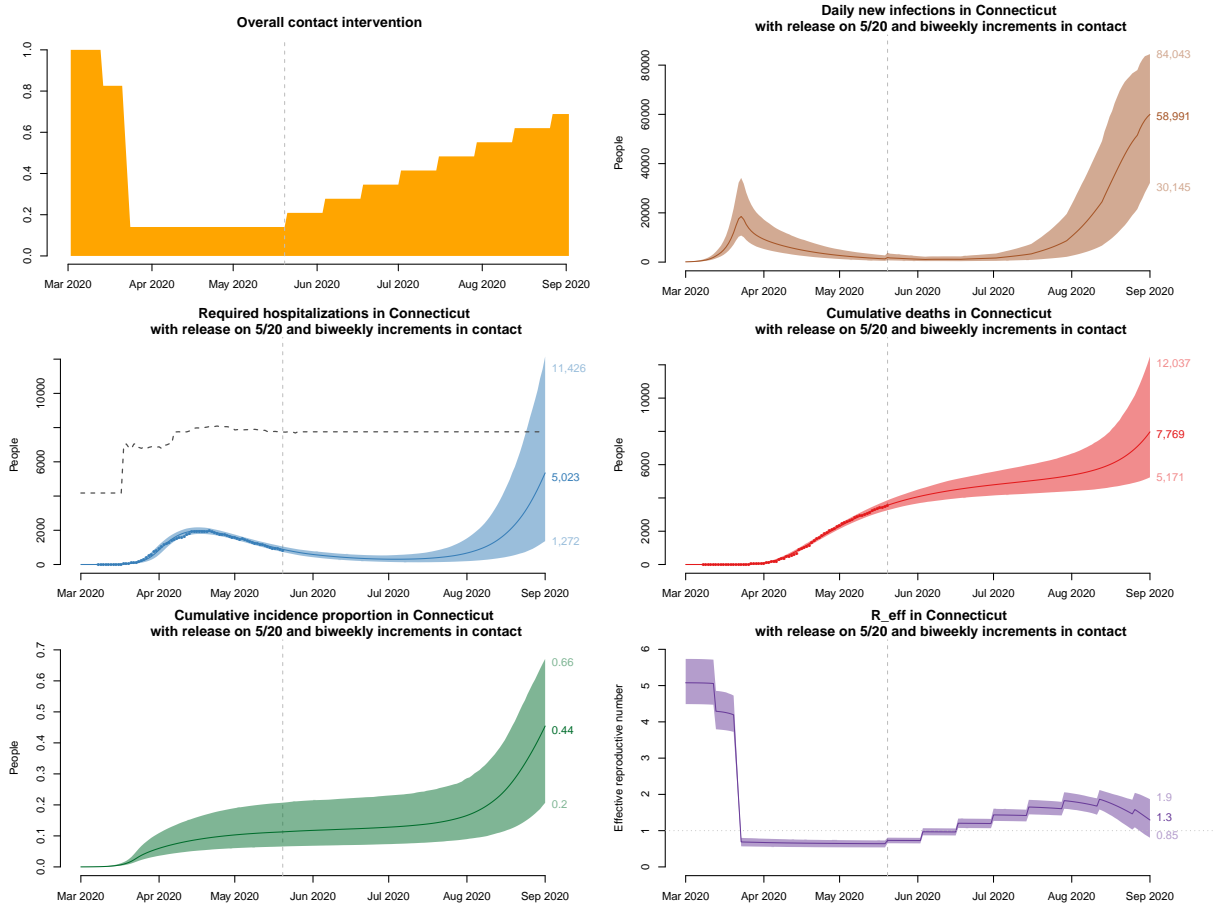 Overall contact intervention
1.0
0.8
0.6
0.4
0.2
0.0
Mar 2020 Apr 2020 May 2020 Jun 2020 Jul 2020 Aug 2020 Sep 2020
Daily new infections in Connecticut
with release on 5/20 and biweekly increments in contact
People
80000
60000
40000
20000
0
84,043
58,991
30,145
Mar 2020 Apr 2020 May 2020 Jun 2020 Jul 2020 Aug 2020 Sep 2020
Required hospitalizations in Connecticut
with release on 5/20 and biweekly increments in contact
People
10000
6000
2000
0
11,426
5,023
1,272
Mar 2020 Apr 2020 May 2020 Jun 2020 Jul 2020 Aug 2020 Sep 2020
Cumulative deaths in Connecticut
with release on 5/20 and biweekly increments in contact
People
10000
6000
2000
0
12,037
7,769
5,171
Mar 2020 Apr 2020 May 2020 Jun 2020 Jul 2020 Aug 2020 Sep 2020
Cumulative incidence proportion in Connecticut
with release on 5/20 and biweekly increments in contact
People
0.7
0.6
0.5
0.4
0.3
0.2
0.1
0.0
0.66
0.44
0.2
Mar 2020 Apr 2020 May 2020 Jun 2020 Jul 2020 Aug 2020 Sep 2020
R_eff in Connecticut
with release on 5/20 and biweekly increments in contact
Effective reproductive number
6
5
4
3
2
1
0
1.9
1.3
0.85
Mar 2020 Apr 2020 May 2020 Jun 2020 Jul 2020 Aug 2020 Sep 2020